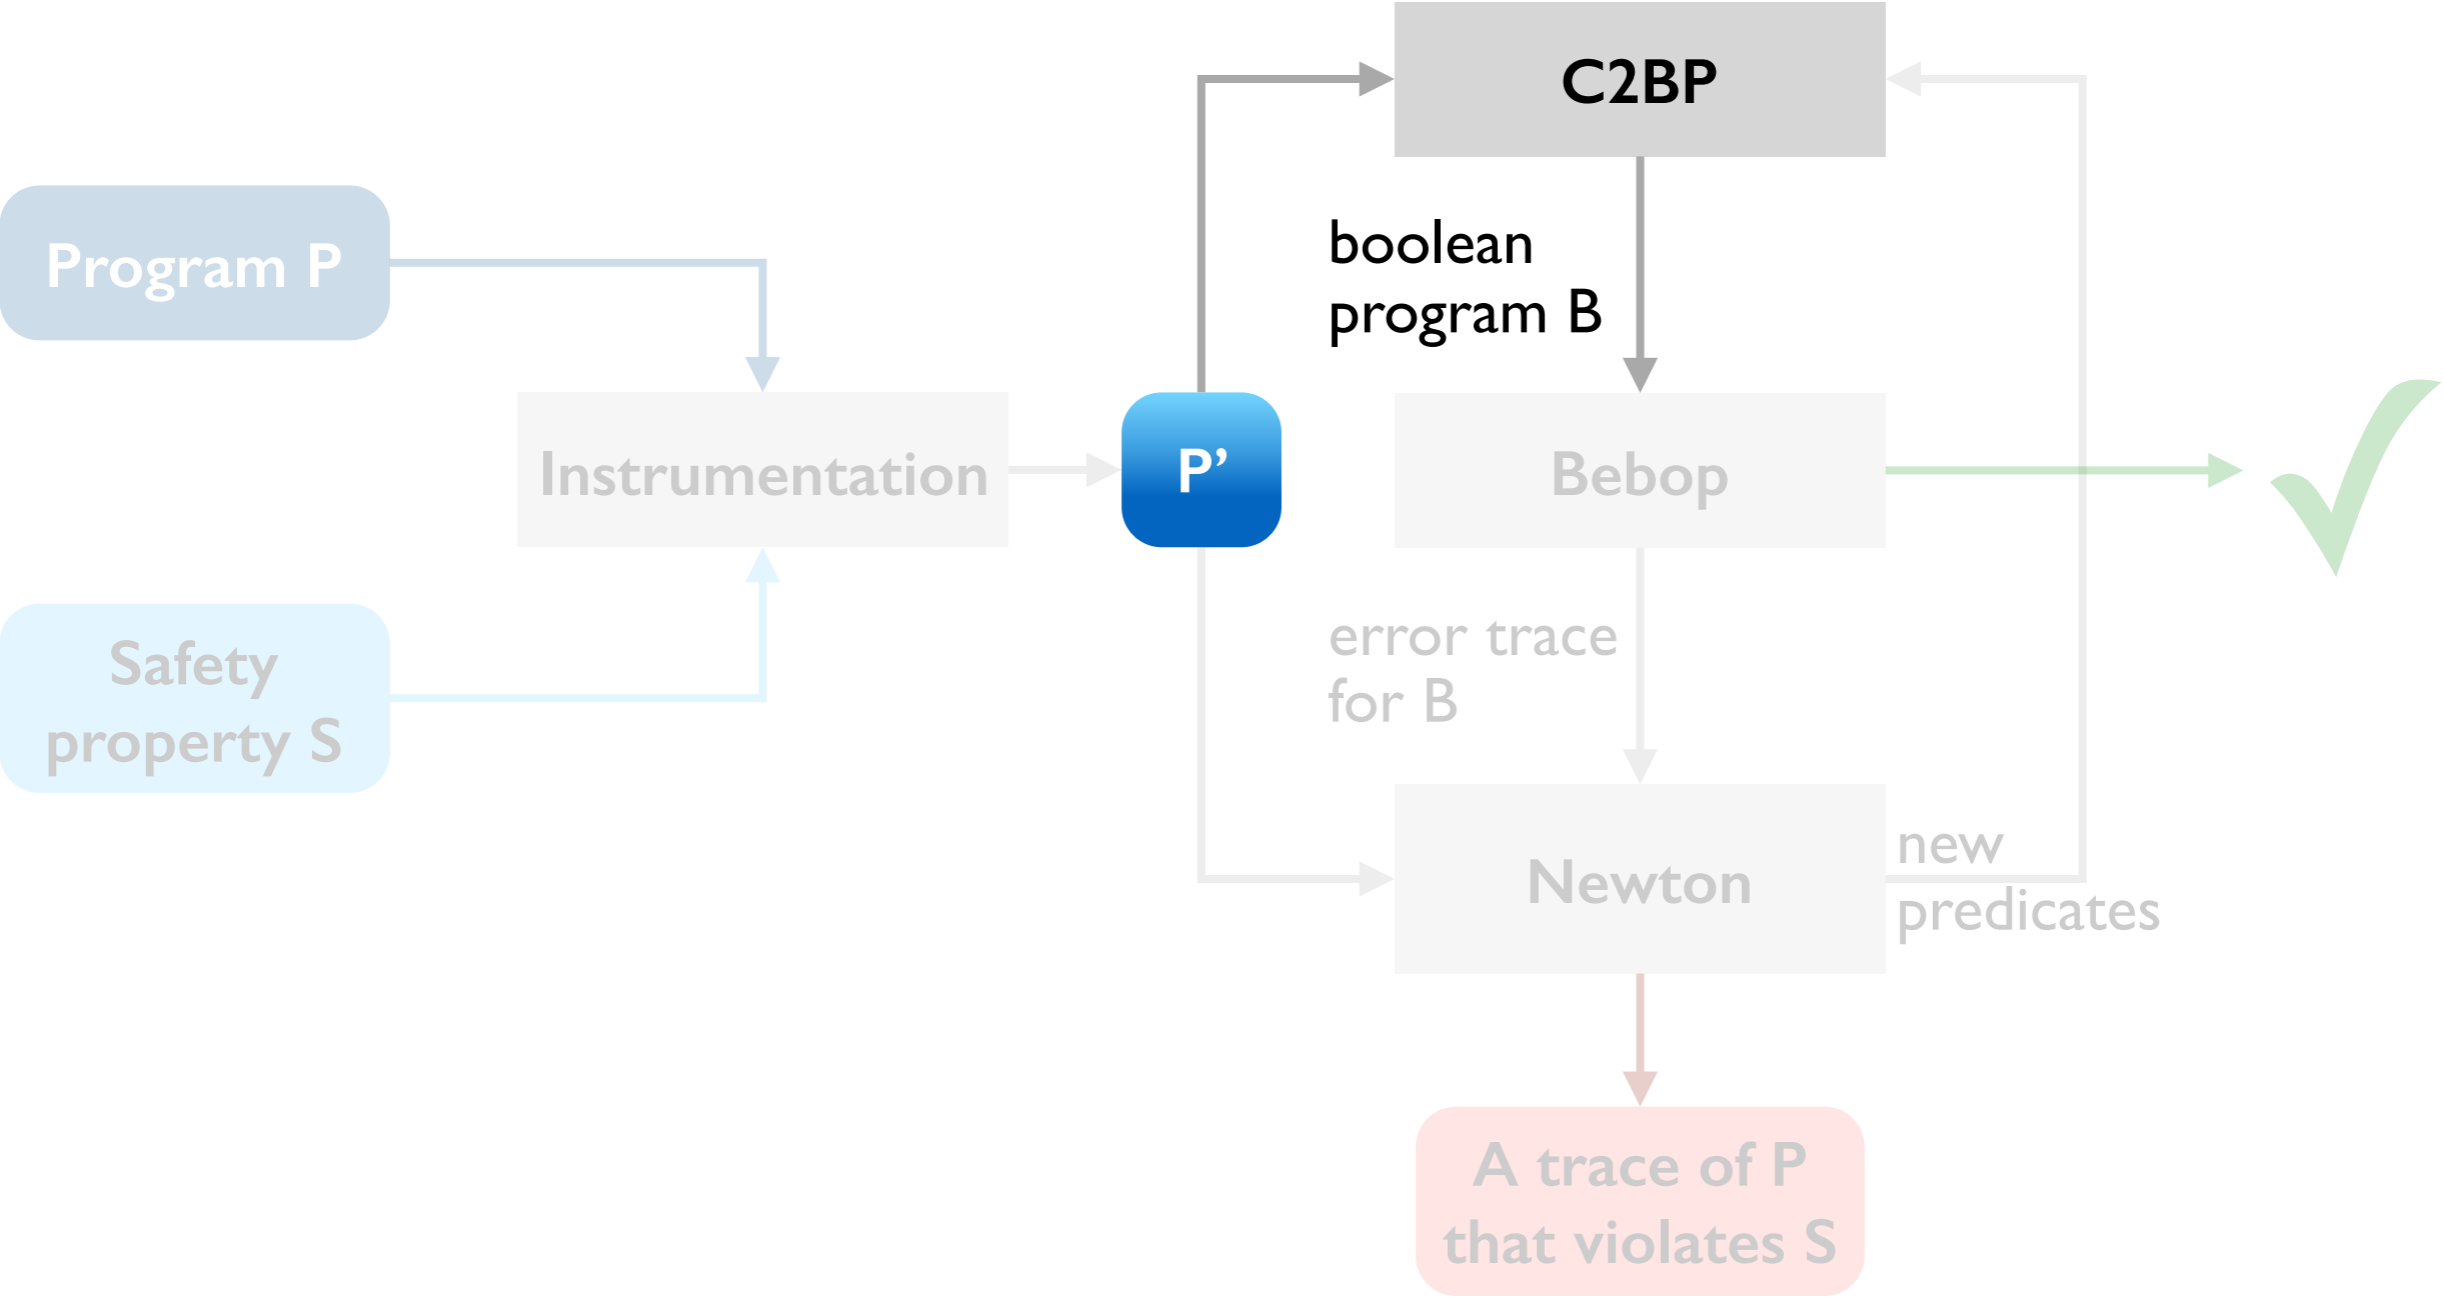 C2BP
boolean
program B
Program P
Instrumentation
P’
Bebop
Safety
property S
error trace
for B
Newton
new
predicates
A trace of P
that violates S